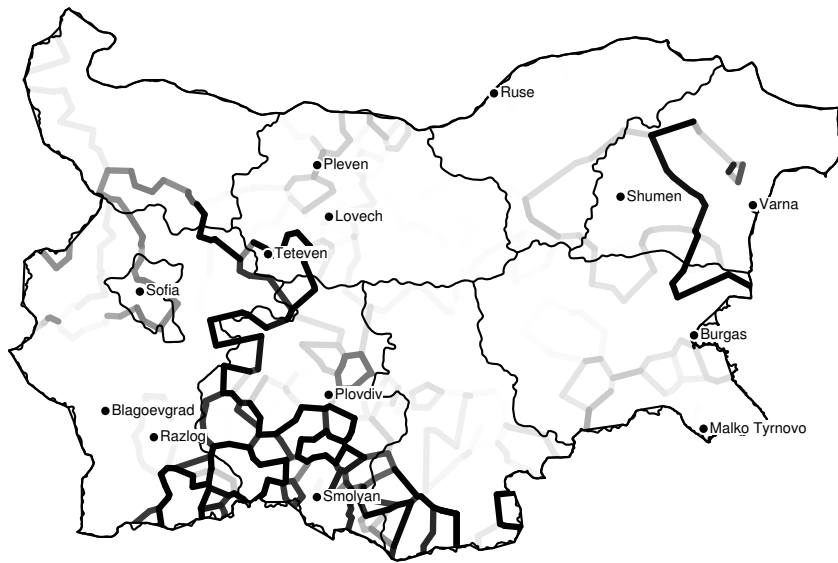 Ruse
Pleven
Shumen
Varna
Lovech
Teteven
Sofia
Burgas
Plovdiv
Blagoevgrad
Malko Tyrnovo
Razlog
Smolyan